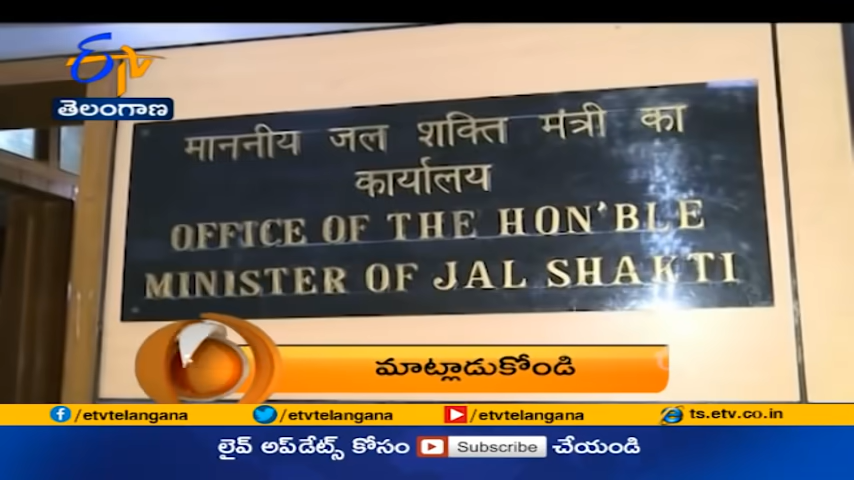 ETV
తెలంగాణ
माननीय जल शक्ति मंत्री का
कार्यालय
OFFICE OF THE HON'BLE
MINISTER OF JAL SHAKTI
మాట్లాడుకోండి
/etvtelangana /etvtelangana /etvtelangana ts.etv.co.in
లైవ్ అప్‌డేట్స్ కోసం Subscribe చేయండి